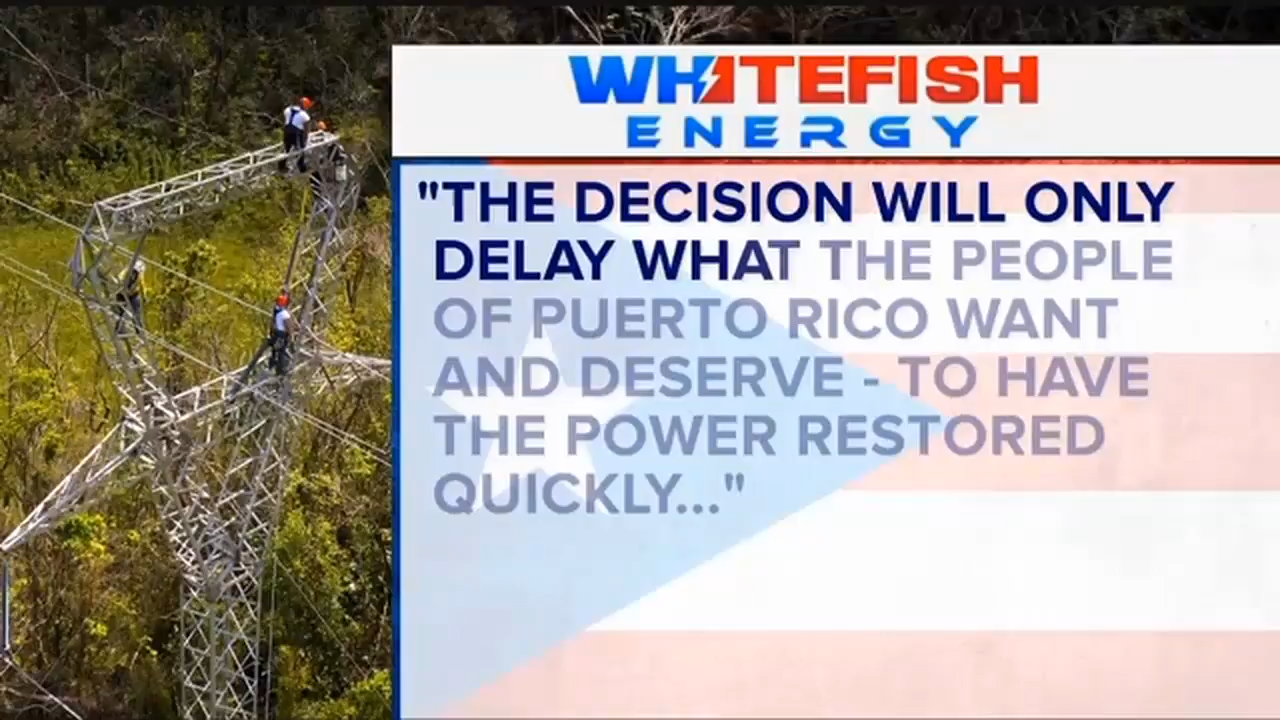 WHITEFISH
ENERGY
"THE DECISION WILL ONLY
DELAY WHAT THE PEOPLE
OF PUERTO RICO WANT
AND DESERVE - TO HAVE
THE POWER RESTORED
QUICKLY..."